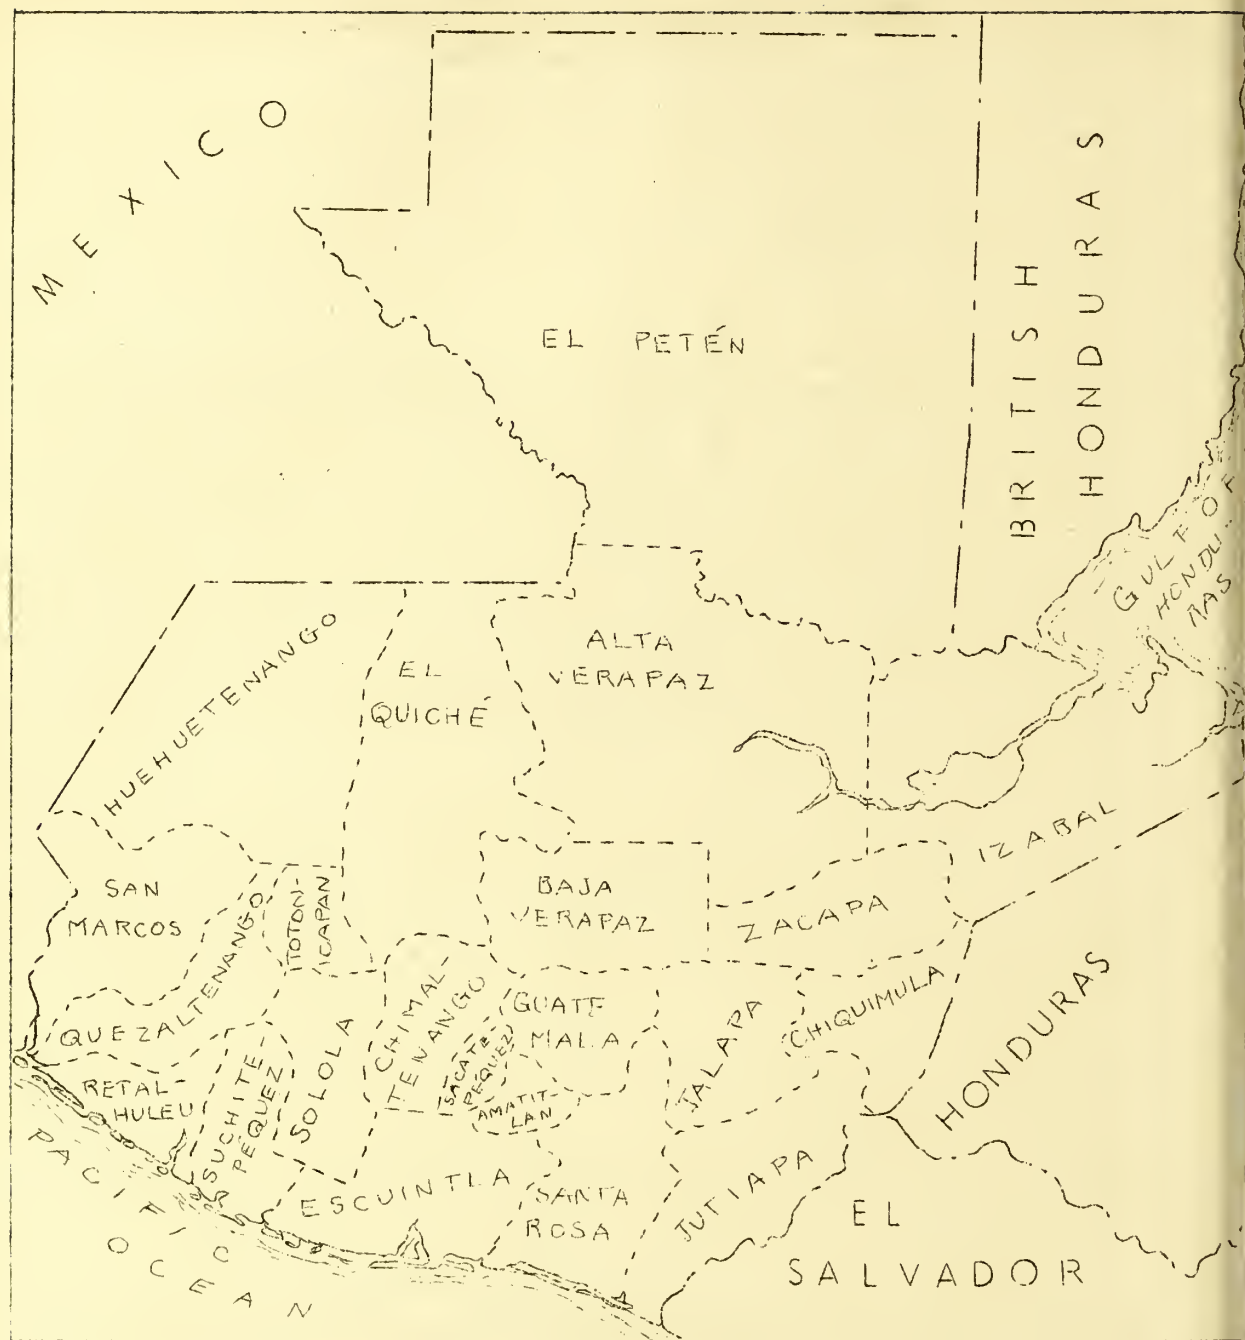 MEXICO
BRITISH
HONDURAS
EL PETÉN
GULF OF
HONDU-
RAS
HUEHUETENANGO
EL
QUICHÉ
ALTA
VERAPAZ
IZABAL
SAN
MARCOS
QUEZALTENANGO
TOTON-
ICAPAN
BAJA
VERAPAZ
ZACAPA
CHIMAL
TENANGO
GUATE
MALA
JALAPA
CHIQUIMULA
HONDURAS
RETAL-
HULEU
SUCHITE
PEQUEZ
SOLOLA
SACATE
PEQUEZ
AMATIT-
LAN
ESCUINTLA
SANTA
ROSA
JUTIAPA
EL
SALVADOR
PACIFIC
OCEAN